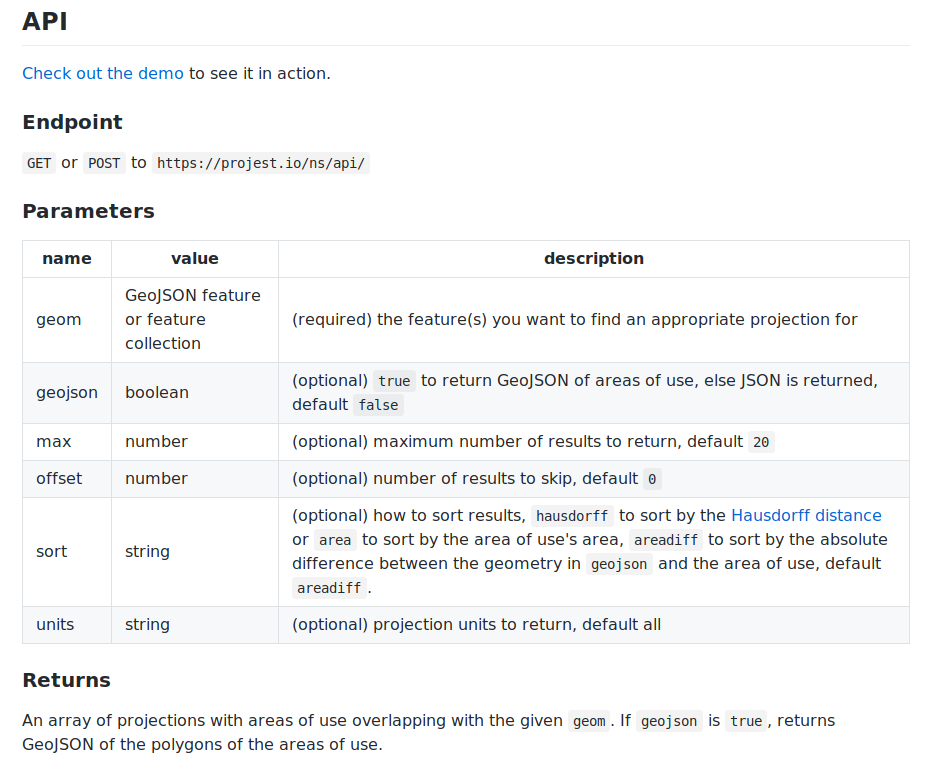 API
Check out the demo to see it in action.
Endpoint
GET or POST to https://projest.io/ns/api/
Parameters
name value description
geom GeoJSON feature or feature collection (required) the feature(s) you want to find an appropriate projection for
geojson boolean (optional) true to return GeoJSON of areas of use, else JSON is returned,
default false
max number (optional) maximum number of results to return, default 20
offset number (optional) number of results to skip, default 0
sort string (optional) how to sort results, hausdorff to sort by the Hausdorff distance
or area to sort by the area of use's area, areadiff to sort by the absolute
difference between the geometry in geojson and the area of use, default
areadiff.
units string (optional) projection units to return, default all
Returns
An array of projections with areas of use overlapping with the given geom. If geojson is true, returns
GeoJSON of the polygons of the areas of use.